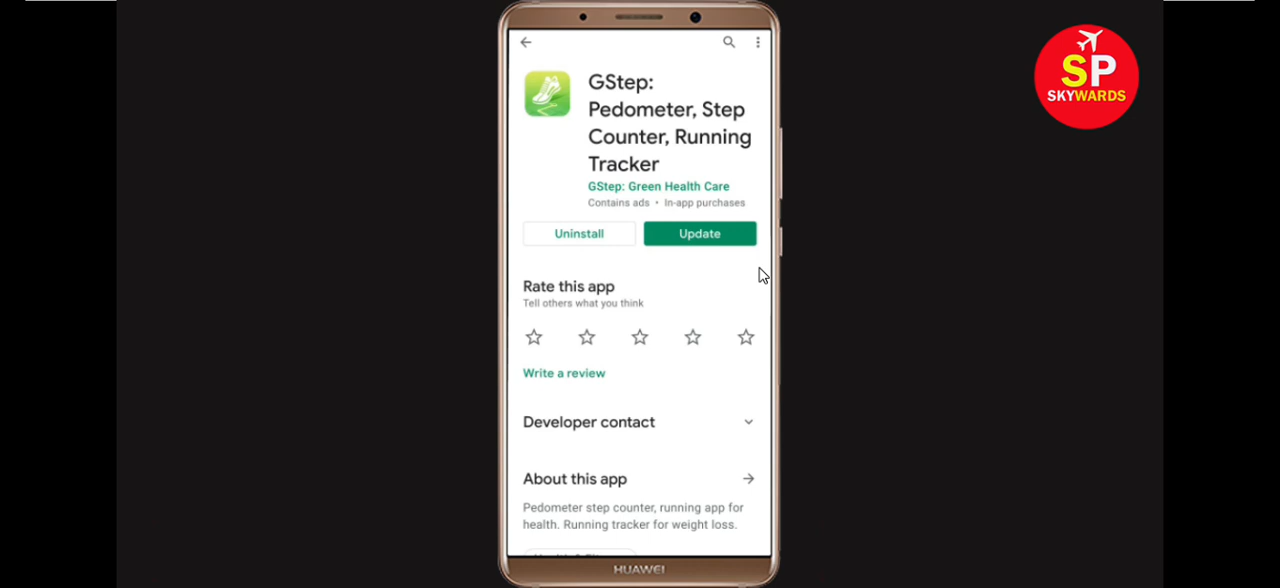 GStep:
Pedometer, Step
Counter, Running
Tracker
GStep: Green Health Care
Contains ads • In-app purchases
Uninstall
Update
Rate this app
Tell others what you think
Write a review
Developer contact
About this app
Pedometer step counter, running app for
health. Running tracker for weight loss.
HUAWEI
SP
SKYWARDS